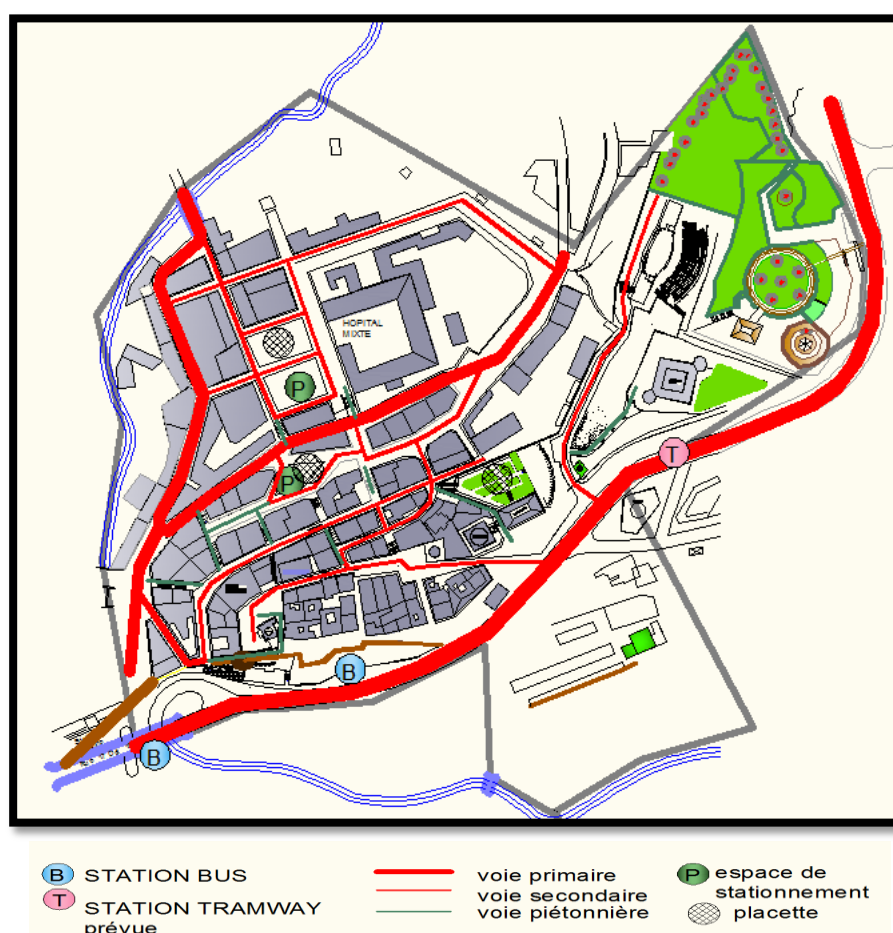 HOPITAL
MIXTE
P
P
T
B
B
B STATION BUS
T STATION TRAMWAY
prévue
voie primaire
voie secondaire
voie piétonnière
P espace de
stationnement
placette